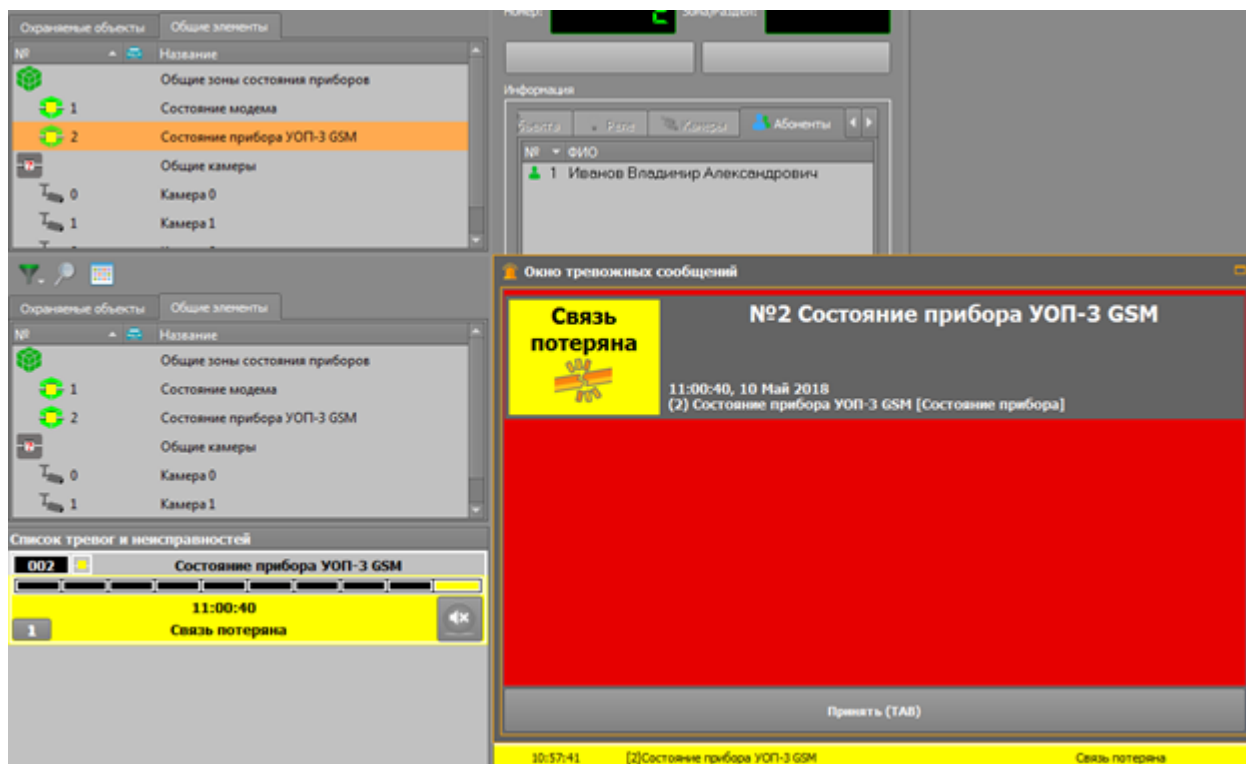 Номер:
2
Зона/Раздел:
Охраняемые объекты
Общие элементы
№
Название
Общие зоны состояния приборов
1
Состояние модема
2
Состояние прибора УОП-3 GSM
Общие камеры
0
Камера 0
1
Камера 1
Информация
Реле
Камеры
Абоненты
№
ФИО
1
Иванов Владимир Александрович
Охраняемые объекты
Общие элементы
№
Название
Общие зоны состояния приборов
1
Состояние модема
2
Состояние прибора УОП-3 GSM
Общие камеры
0
Камера 0
1
Камера 1
Список тревог и неисправностей
002
Состояние прибора УОП-3 GSM
11:00:40
1
Связь потеряна
Окно тревожных сообщений
Связь
потеряна
№2 Состояние прибора УОП-3 GSM
11:00:40, 10 Май 2018
(2) Состояние прибора УОП-3 GSM [Состояние прибора]
Принять (TAB)
10:57:41
[2]Состояние прибора УОП-3 GSM
Связь потеряна